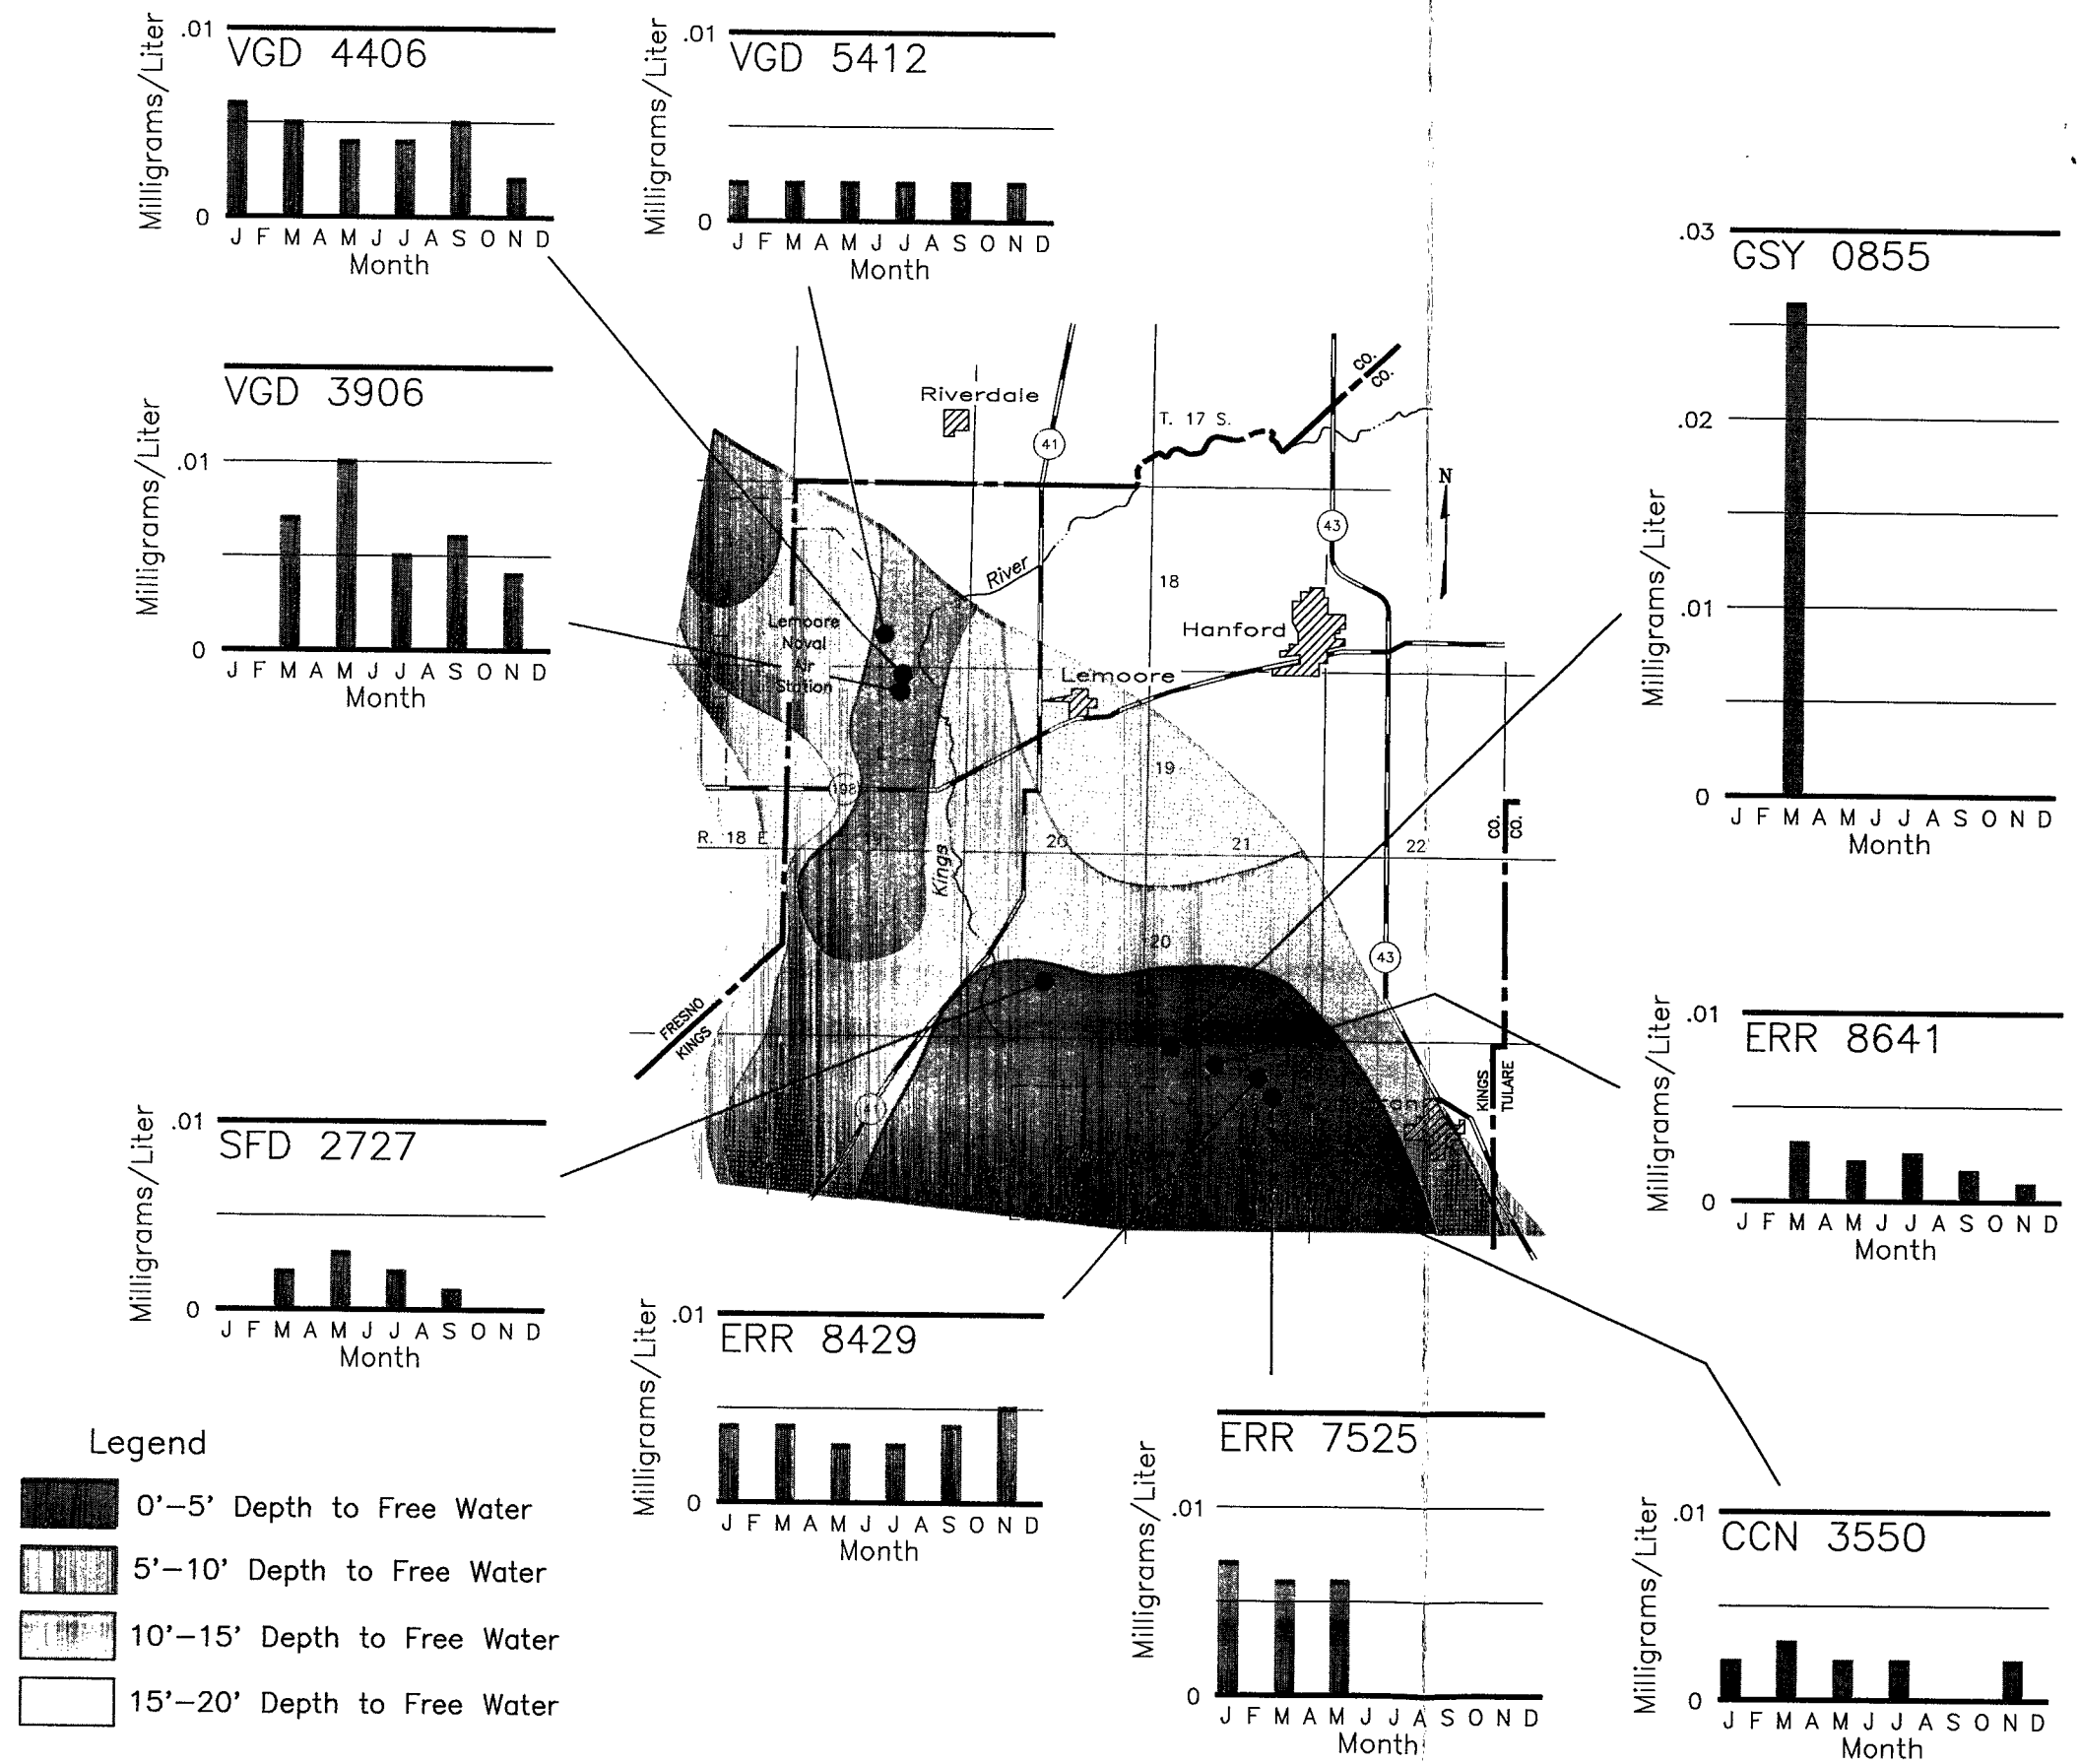 .01
VGD 4406
Milligrams/Liter
0
J F M A M J J A S O N D
Month
.01
VGD 5412
Milligrams/Liter
0
J F M A M J J A S O N D
Month
VGD 3906
Milligrams/Liter
.01
0
J F M A M J J A S O N D
Month
.03
GSY 0855
.02
Milligrams/Liter
.01
0
J F M A M J J A S O N D
Month
Riverdale
41
T. 17 S.
CO.
CO.
N
43
River
18
Hanford
Lemoore
Naval
Air
Station
Lemoore
19
198
R. 18 E.
19
20
21
22
CO.
CO.
Kings
20
43
FRESNO
KINGS
41
KINGS
TULARE
.01
ERR 8641
Milligrams/Liter
0
J F M A M J J A S O N D
Month
.01
SFD 2727
Milligrams/Liter
0
J F M A M J J A S O N D
Month
.01
ERR 8429
Milligrams/Liter
0
J F M A M J J A S O N D
Month
ERR 7525
.01
Milligrams/Liter
0
J F M A M J J A S O N D
Month
.01
CCN 3550
Milligrams/Liter
0
J F M A M J J A S O N D
Month
Legend
0'–5' Depth to Free Water
5'–10' Depth to Free Water
10'–15' Depth to Free Water
15'–20' Depth to Free Water